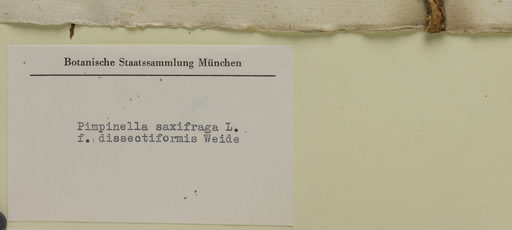 Botanische Staatssammlung München
Pimpinella saxifraga L.
f. dissectiformis Weide